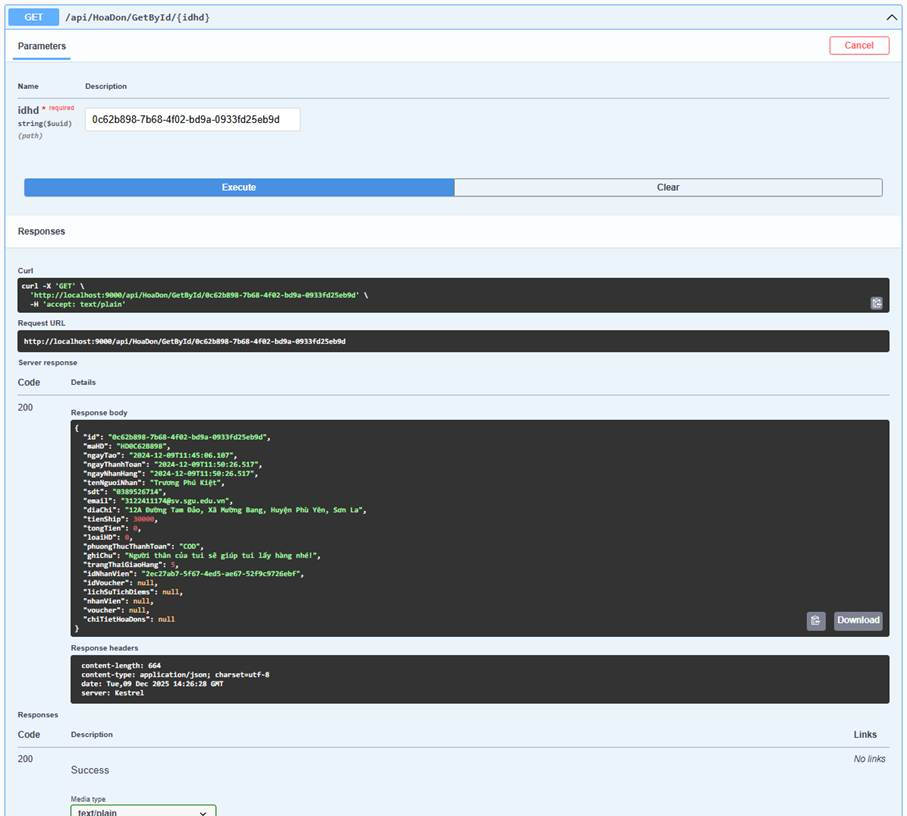 GET /api/HoaDon/GetById/{idhd}
Parameters
Cancel
Name Description
idhd * required
string($uuid)
(path)
0c62b898-7b68-4f02-bd9a-0933fd25eb9d
Execute Clear
Responses
Curl
curl -X 'GET' \
'http://localhost:9000/api/HoaDon/GetById/0c62b898-7b68-4f02-bd9a-0933fd25eb9d' \
-H 'accept: text/plain'
Request URL
http://localhost:9000/api/HoaDon/GetById/0c62b898-7b68-4f02-bd9a-0933fd25eb9d
Server response
Code Details
200
Response body
{
"id": "0c62b898-7b68-4f02-bd9a-0933fd25eb9d",
"maHD": "HD0C62B898",
"ngayTao": "2024-12-09T11:45:06.107",
"ngayThanhToan": "2024-12-09T11:50:26.517",
"ngayNhanHang": "2024-12-09T11:50:26.517",
"tenNguoiNhan": "Trương Phú Kiệt",
"sdt": "0389526714",
"email": "3122411174@sv.sgu.edu.vn",
"diaChi": "12A Đường Tam Đảo, Xã Mường Bang, Huyện Phù Yên, Sơn La",
"tienShip": 30000,
"tongTien": 0,
"loaiHD": 0,
"phuongThucThanhToan": "COD",
"ghiChu": "Người thân của tui sẽ giúp tui lấy hàng nhé!",
"trangThaiGiaoHang": 5,
"idNhanVien": "2ec27ab7-5f67-4ed5-ae67-52f9c9726ebf",
"idVoucher": null,
"lichSuTichDiems": null,
"nhanVien": null,
"voucher": null,
"chiTietHoaDons": null
}
Download
Response headers
content-length: 664
content-type: application/json; charset=utf-8
date: Tue,09 Dec 2025 14:26:28 GMT
server: Kestrel
Responses
Code Description Links
200 No links
Success
Media type
text/plain